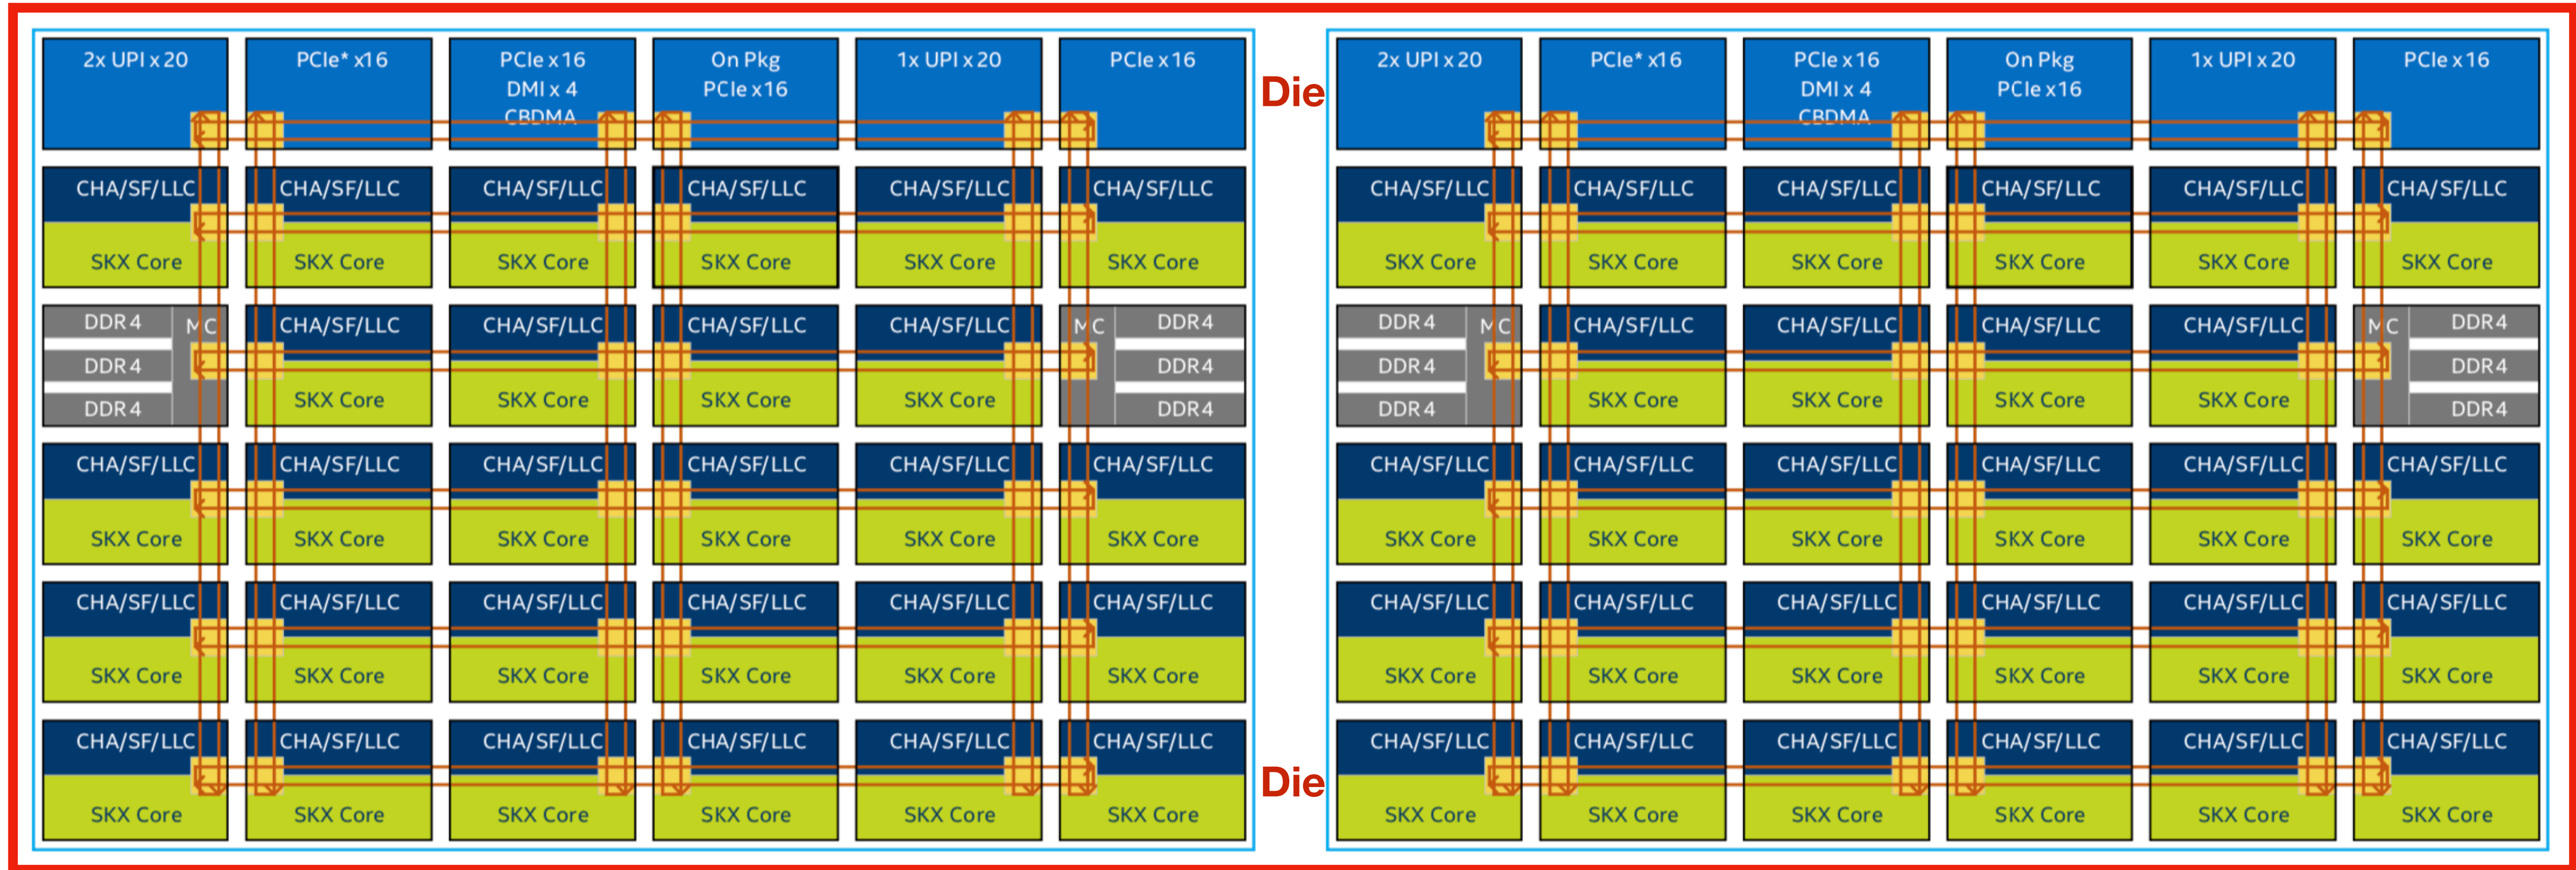 2x UPI x 20
PCIe* x16
PCIe x 16
DMI x 4
CBDMA
On Pkg
PCIe x16
1x UPI x 20
PCIe x 16
Die
2x UPI x 20
PCIe* x16
PCIe x 16
DMI x 4
CBDMA
On Pkg
PCIe x16
1x UPI x 20
PCIe x 16
CHA/SF/LLC CHA/SF/LLC CHA/SF/LLC CHA/SF/LLC CHA/SF/LLC CHA/SF/LLC CHA/SF/LLC CHA/SF/LLC CHA/SF/LLC CHA/SF/LLC CHA/SF/LLC CHA/SF/LLC
SKX Core SKX Core SKX Core SKX Core SKX Core SKX Core SKX Core SKX Core SKX Core SKX Core SKX Core SKX Core
DDR4 MC CHA/SF/LLC CHA/SF/LLC CHA/SF/LLC CHA/SF/LLC MC DDR4 DDR4 MC CHA/SF/LLC CHA/SF/LLC CHA/SF/LLC CHA/SF/LLC MC DDR4
DDR4 DDR4 DDR4 DDR4
DDR4 SKX Core SKX Core SKX Core SKX Core DDR4 DDR4 SKX Core SKX Core SKX Core SKX Core DDR4
CHA/SF/LLC CHA/SF/LLC CHA/SF/LLC CHA/SF/LLC CHA/SF/LLC CHA/SF/LLC CHA/SF/LLC CHA/SF/LLC CHA/SF/LLC CHA/SF/LLC CHA/SF/LLC CHA/SF/LLC
SKX Core SKX Core SKX Core SKX Core SKX Core SKX Core SKX Core SKX Core SKX Core SKX Core SKX Core SKX Core
CHA/SF/LLC CHA/SF/LLC CHA/SF/LLC CHA/SF/LLC CHA/SF/LLC CHA/SF/LLC CHA/SF/LLC CHA/SF/LLC CHA/SF/LLC CHA/SF/LLC CHA/SF/LLC CHA/SF/LLC
SKX Core SKX Core SKX Core SKX Core SKX Core SKX Core SKX Core SKX Core SKX Core SKX Core SKX Core SKX Core
CHA/SF/LLC CHA/SF/LLC CHA/SF/LLC CHA/SF/LLC CHA/SF/LLC CHA/SF/LLC CHA/SF/LLC CHA/SF/LLC CHA/SF/LLC CHA/SF/LLC CHA/SF/LLC CHA/SF/LLC
Die
SKX Core SKX Core SKX Core SKX Core SKX Core SKX Core SKX Core SKX Core SKX Core SKX Core SKX Core SKX Core